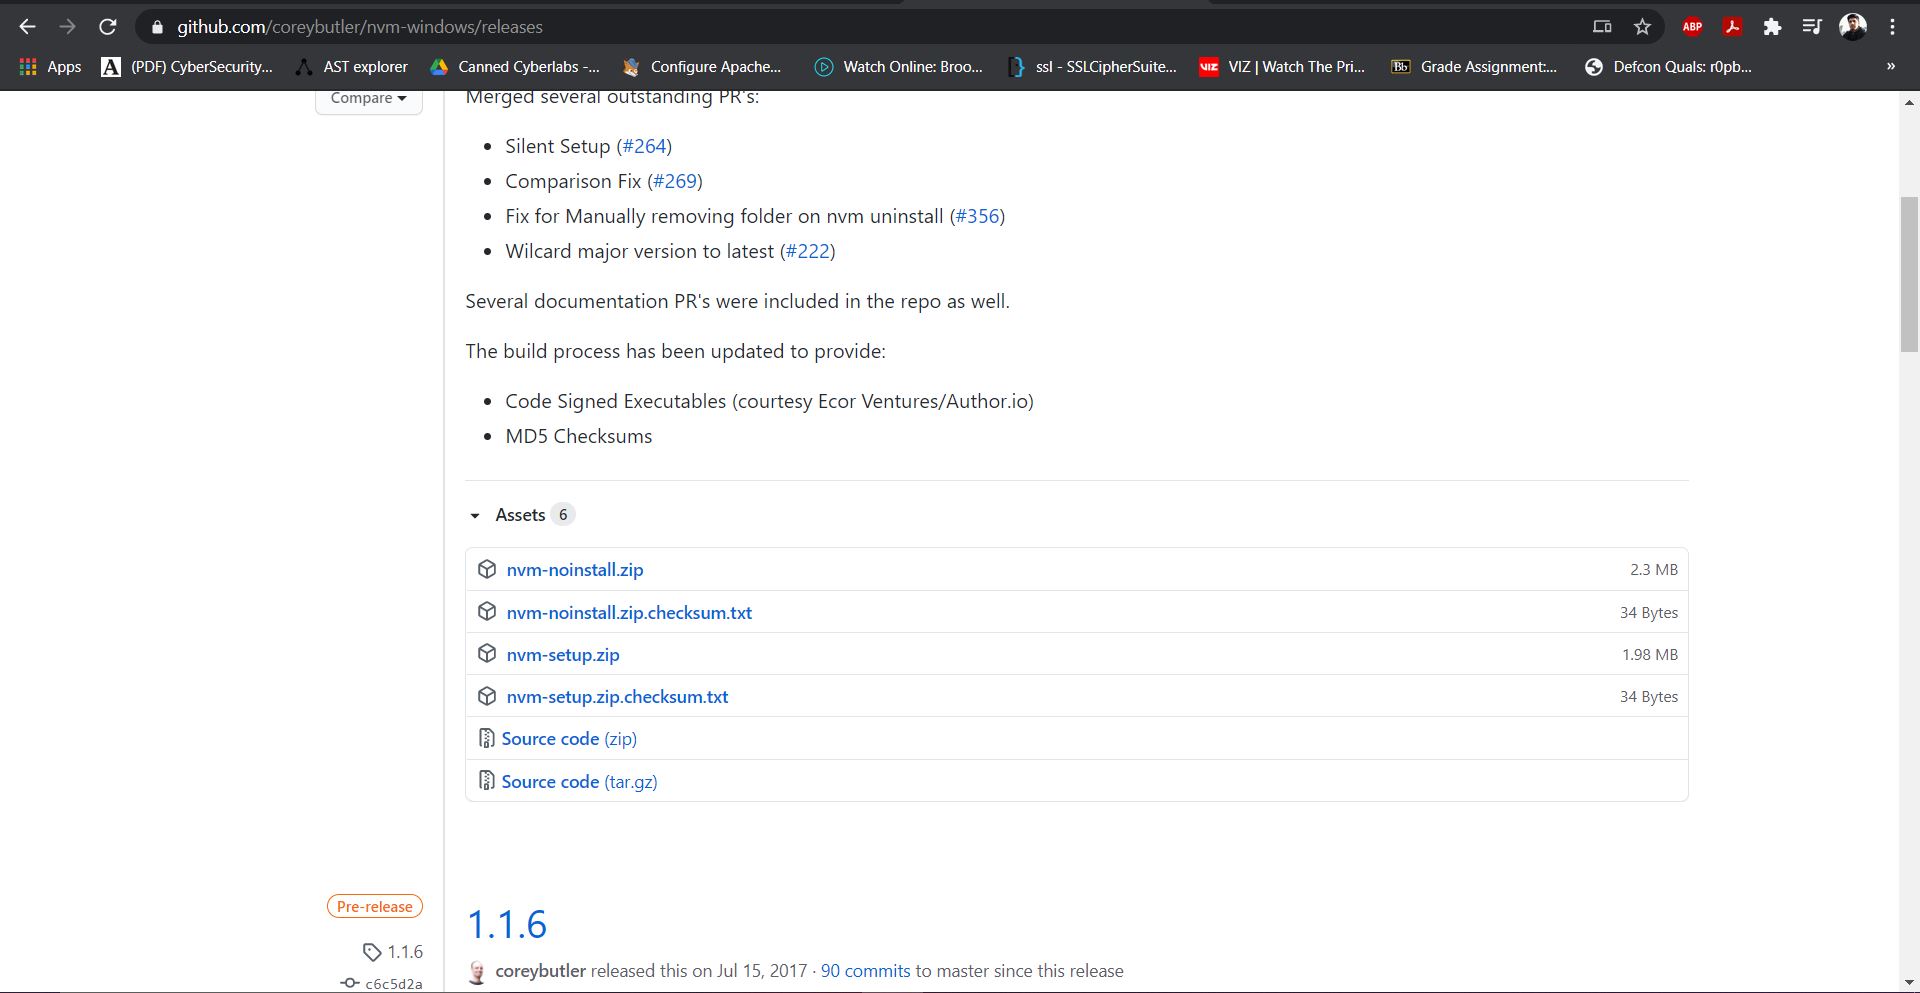 github.com/coreybutler/nvm-windows/releases
ABP
Apps A (PDF) CyberSecurity... AST explorer Canned Cyberlabs -... Configure Apache... Watch Online: Broo... ssl - SSLCipherSuite... VIZ VIZ | Watch The Pri... Bb Grade Assignment:... Defcon Quals: r0pb... »
Compare
Merged several outstanding PR's:
Silent Setup (#264)
Comparison Fix (#269)
Fix for Manually removing folder on nvm uninstall (#356)
Wilcard major version to latest (#222)
Several documentation PR's were included in the repo as well.
The build process has been updated to provide:
Code Signed Executables (courtesy Ecor Ventures/Author.io)
MD5 Checksums
Assets 6
nvm-noinstall.zip 2.3 MB
nvm-noinstall.zip.checksum.txt 34 Bytes
nvm-setup.zip 1.98 MB
nvm-setup.zip.checksum.txt 34 Bytes
Source code (zip)
Source code (tar.gz)
Pre-release
1.1.6
c6c5d2a
1.1.6
coreybutler released this on Jul 15, 2017 · 90 commits to master since this release